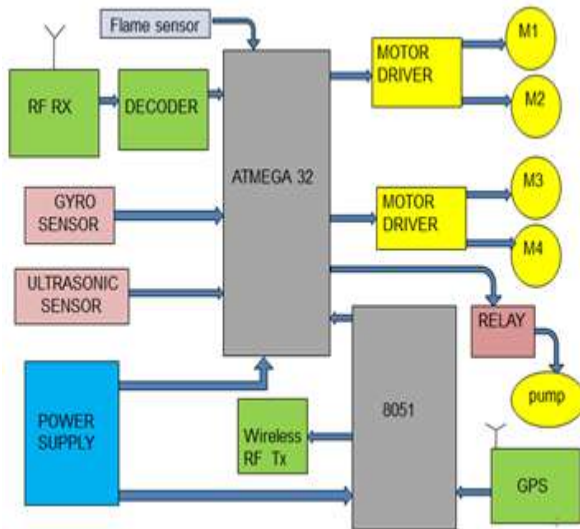 Flame sensor
RF RX
DECODER
ATMEGA 32
MOTOR
DRIVER
M1
M2
GYRO
SENSOR
MOTOR
DRIVER
M3
M4
ULTRASONIC
SENSOR
RELAY
pump
POWER
SUPPLY
8051
Wireless
RF Tx
GPS